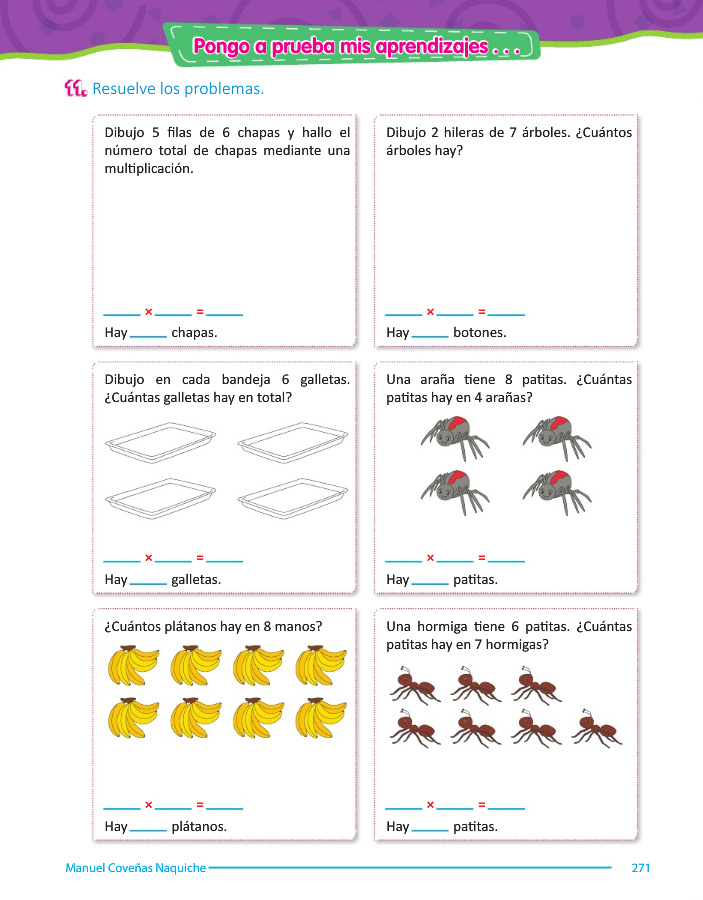 Pongo a prueba mis aprendizajes . . .
11. Resuelve los problemas.
Dibujo 5 filas de 6 chapas y hallo el
número total de chapas mediante una
multiplicación.
_____ × _____ = _____
Hay _____ chapas.
Dibujo 2 hileras de 7 árboles. ¿Cuántos
árboles hay?
_____ × _____ = _____
Hay _____ botones.
Dibujo en cada bandeja 6 galletas.
¿Cuántas galletas hay en total?
_____ × _____ = _____
Hay _____ galletas.
Una araña tiene 8 patitas. ¿Cuántas
patitas hay en 4 arañas?
_____ × _____ = _____
Hay _____ patitas.
¿Cuántos plátanos hay en 8 manos?
_____ × _____ = _____
Hay _____ plátanos.
Una hormiga tiene 6 patitas. ¿Cuántas
patitas hay en 7 hormigas?
_____ × _____ = _____
Hay _____ patitas.
Manuel Coveñas Naquiche
271